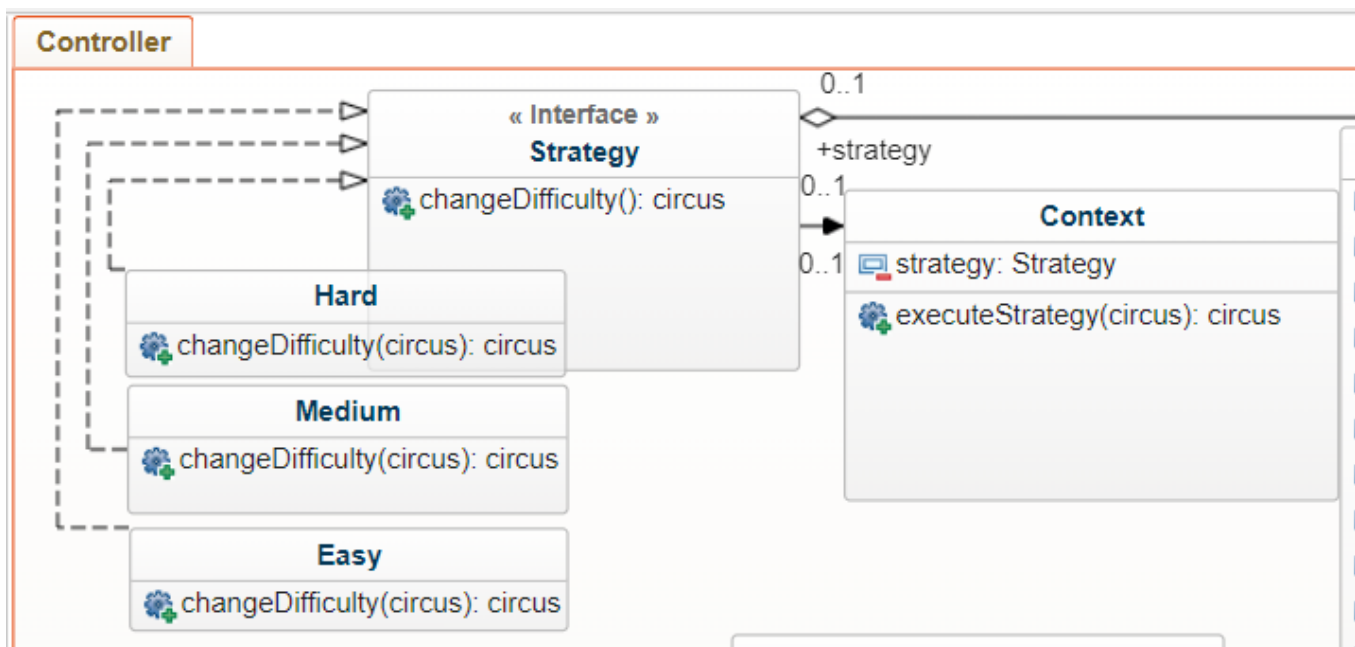 Controller
0..1
« Interface »
Strategy
+strategy
changeDifficulty(): circus
0..1
Context
0..1
strategy: Strategy
executeStrategy(circus): circus
Hard
changeDifficulty(circus): circus
Medium
changeDifficulty(circus): circus
Easy
changeDifficulty(circus): circus